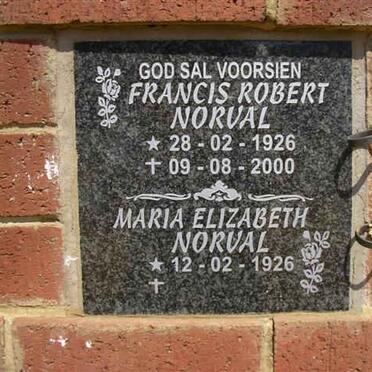 GOD SAL VOORSIEN
FRANCIS ROBERT
NORVAL
★ 28 - 02 - 1926
✝ 09 - 08 - 2000
MARIA ELIZABETH
NORVAL
★ 12 - 02 - 1926
✝